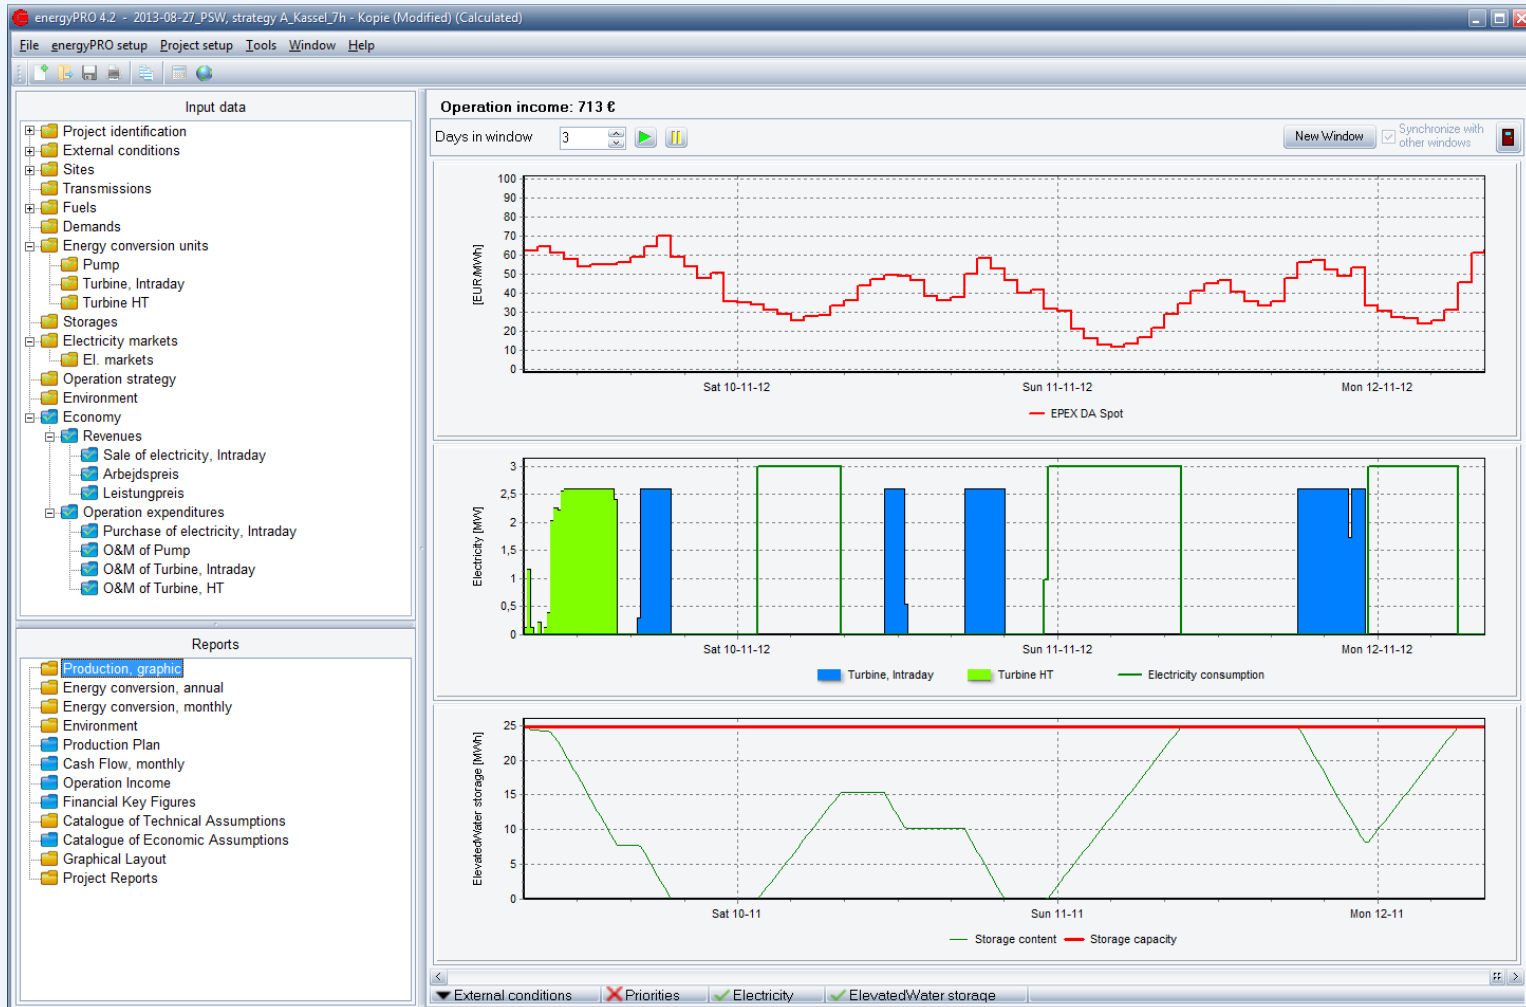 energyPRO 4.2 - 2013-08-27_PSW, strategy A_Kassel_7h - Kopie (Modified) (Calculated)
File energyPRO setup Project setup Tools Window Help
Input data
Project identification
External conditions
Sites
Transmissions
Fuels
Demands
Energy conversion units
Pump
Turbine, Intraday
Turbine HT
Storages
Electricity markets
El. markets
Operation strategy
Environment
Economy
Revenues
Sale of electricity, Intraday
Arbejdspreis
Leistungpreis
Operation expenditures
Purchase of electricity, Intraday
O&M of Pump
O&M of Turbine, Intraday
O&M of Turbine, HT
Reports
Production, graphic
Energy conversion, annual
Energy conversion, monthly
Environment
Production Plan
Cash Flow, monthly
Operation Income
Financial Key Figures
Catalogue of Technical Assumptions
Catalogue of Economic Assumptions
Graphical Layout
Project Reports
Operation income: 713 €
Days in window 3 New Window Synchronize with
other windows
[EUR/MWh]
100
90
80
70
60
50
40
30
20
10
0
Sat 10-11-12 Sun 11-11-12 Mon 12-11-12
EPEX DA Spot
Electricity [MW]
3
2,5
2
1,5
1
0,5
0
Sat 10-11-12 Sun 11-11-12 Mon 12-11-12
Turbine, Intraday Turbine HT Electricity consumption
ElevatedWater storage [MWh]
25
20
15
10
5
0
Sat 10-11 Sun 11-11 Mon 12-11
Storage content Storage capacity
External conditions Priorities Electricity ElevatedWater storage